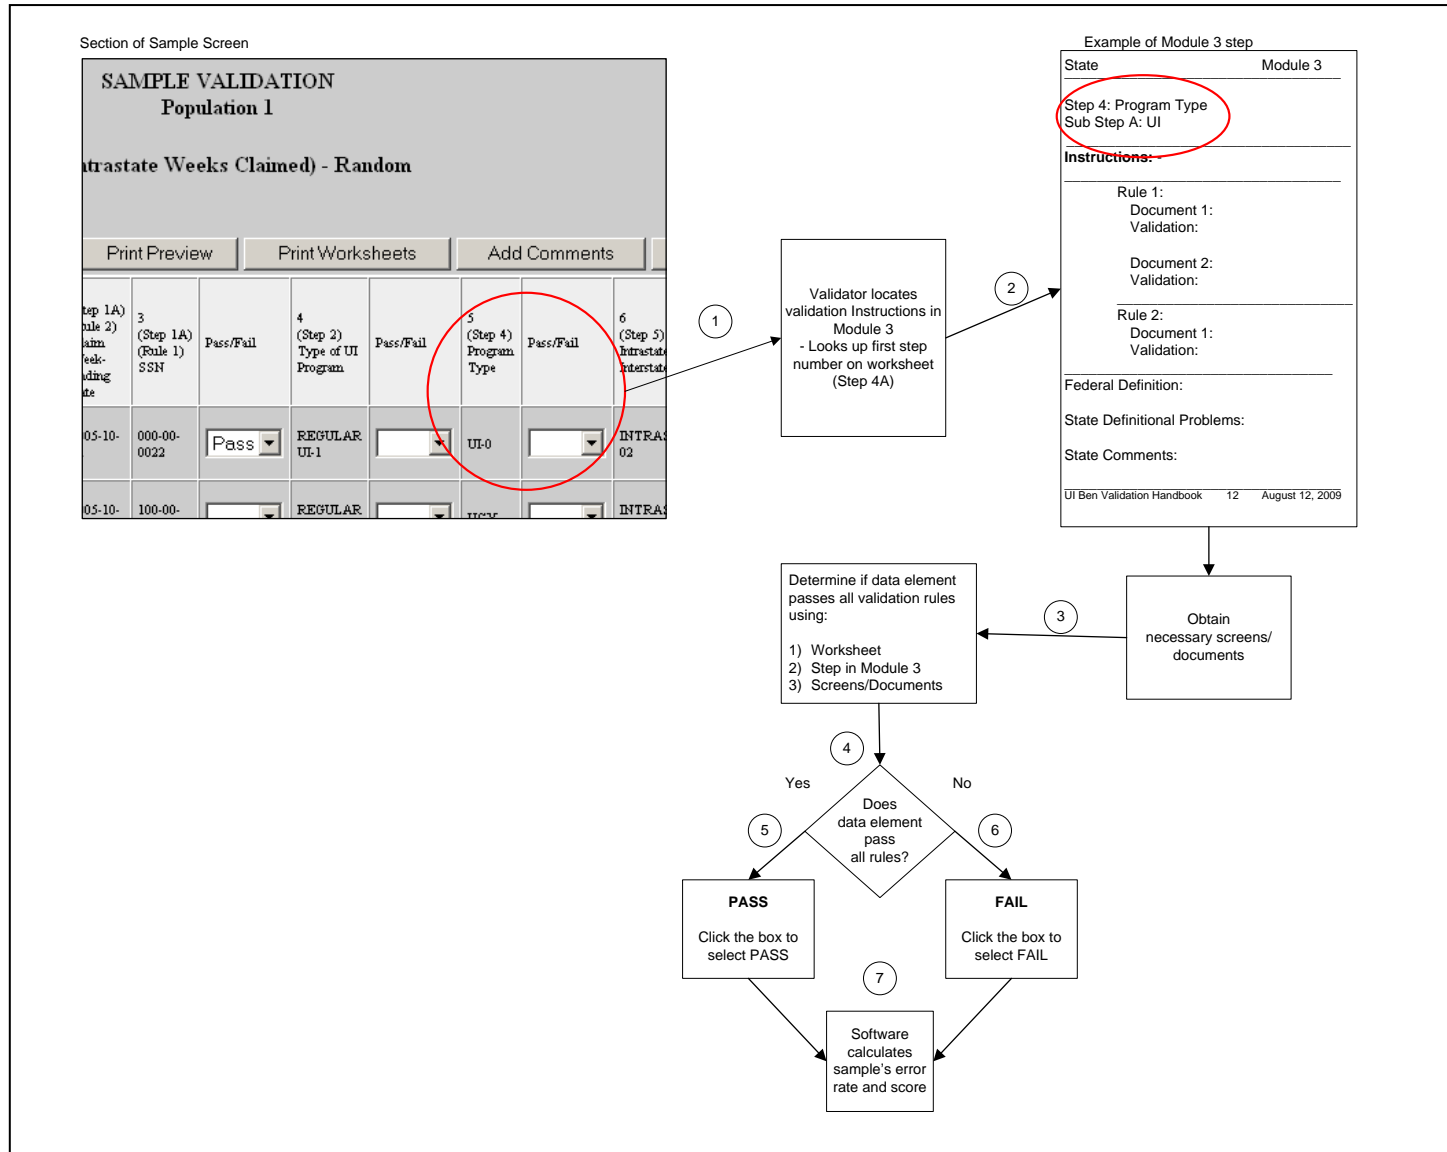 Section of Sample Screen
SAMPLE VALIDATION
Population 1
ntrastate Weeks Claimed) - Random
Print Preview
Print Worksheets
Add Comments
tep 1A)
ule 2)
aim
eek-
ding
te
3
(Step 1A)
(Rule 1)
SSN
Pass/Fail
4
(Step 2)
Type of UI
Program
Pass/Fail
5
(Step 4)
Program
Type
Pass/Fail
6
(Step 5)
Intrastate
Interstate
05-10-
000-00-
0022
Pass
REGULAR
UI-1
UI-0
INTRAS
02
05-10-
100-00-
REGULAR
INTRAS
Example of Module 3 step
State Module 3
Step 4: Program Type
Sub Step A: UI
Instructions: -
Rule 1:
Document 1:
Validation:
Document 2:
Validation:
Rule 2:
Document 1:
Validation:
Federal Definition:
State Definitional Problems:
State Comments:
UI Ben Validation Handbook 12 August 12, 2009
1
Validator locates
validation Instructions in
Module 3
- Looks up first step
number on worksheet
(Step 4A)
2
Obtain
necessary screens/
documents
3
Determine if data element
passes all validation rules
using:
1) Worksheet
2) Step in Module 3
3) Screens/Documents
4
Yes
No
Does
data element
pass
all rules?
5
6
PASS
Click the box to
select PASS
FAIL
Click the box to
select FAIL
7
Software
calculates
sample's error
rate and score